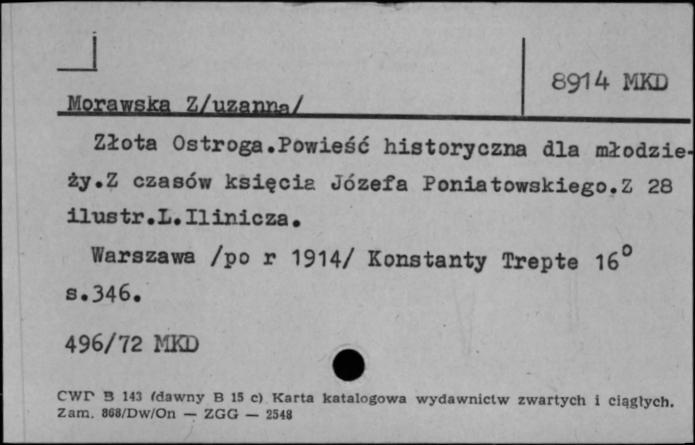 8914 MKD
Morawska Z/uzanna/
Złota Ostroga.Powieść historyczna dla młodzie-
ży.Z czasów księcia Józefa Poniatowskiego.Z 28
ilustr.L.Ilinicza.
Warszawa /po r 1914/ Konstanty Trepte 16°
s.346.
496/72 MKD
CWD B 143 (dawny B 15 c) Karta katalogowa wydawnictw zwartych i ciągłych.
Zam. 868/Dw/On — ZGG — 2548